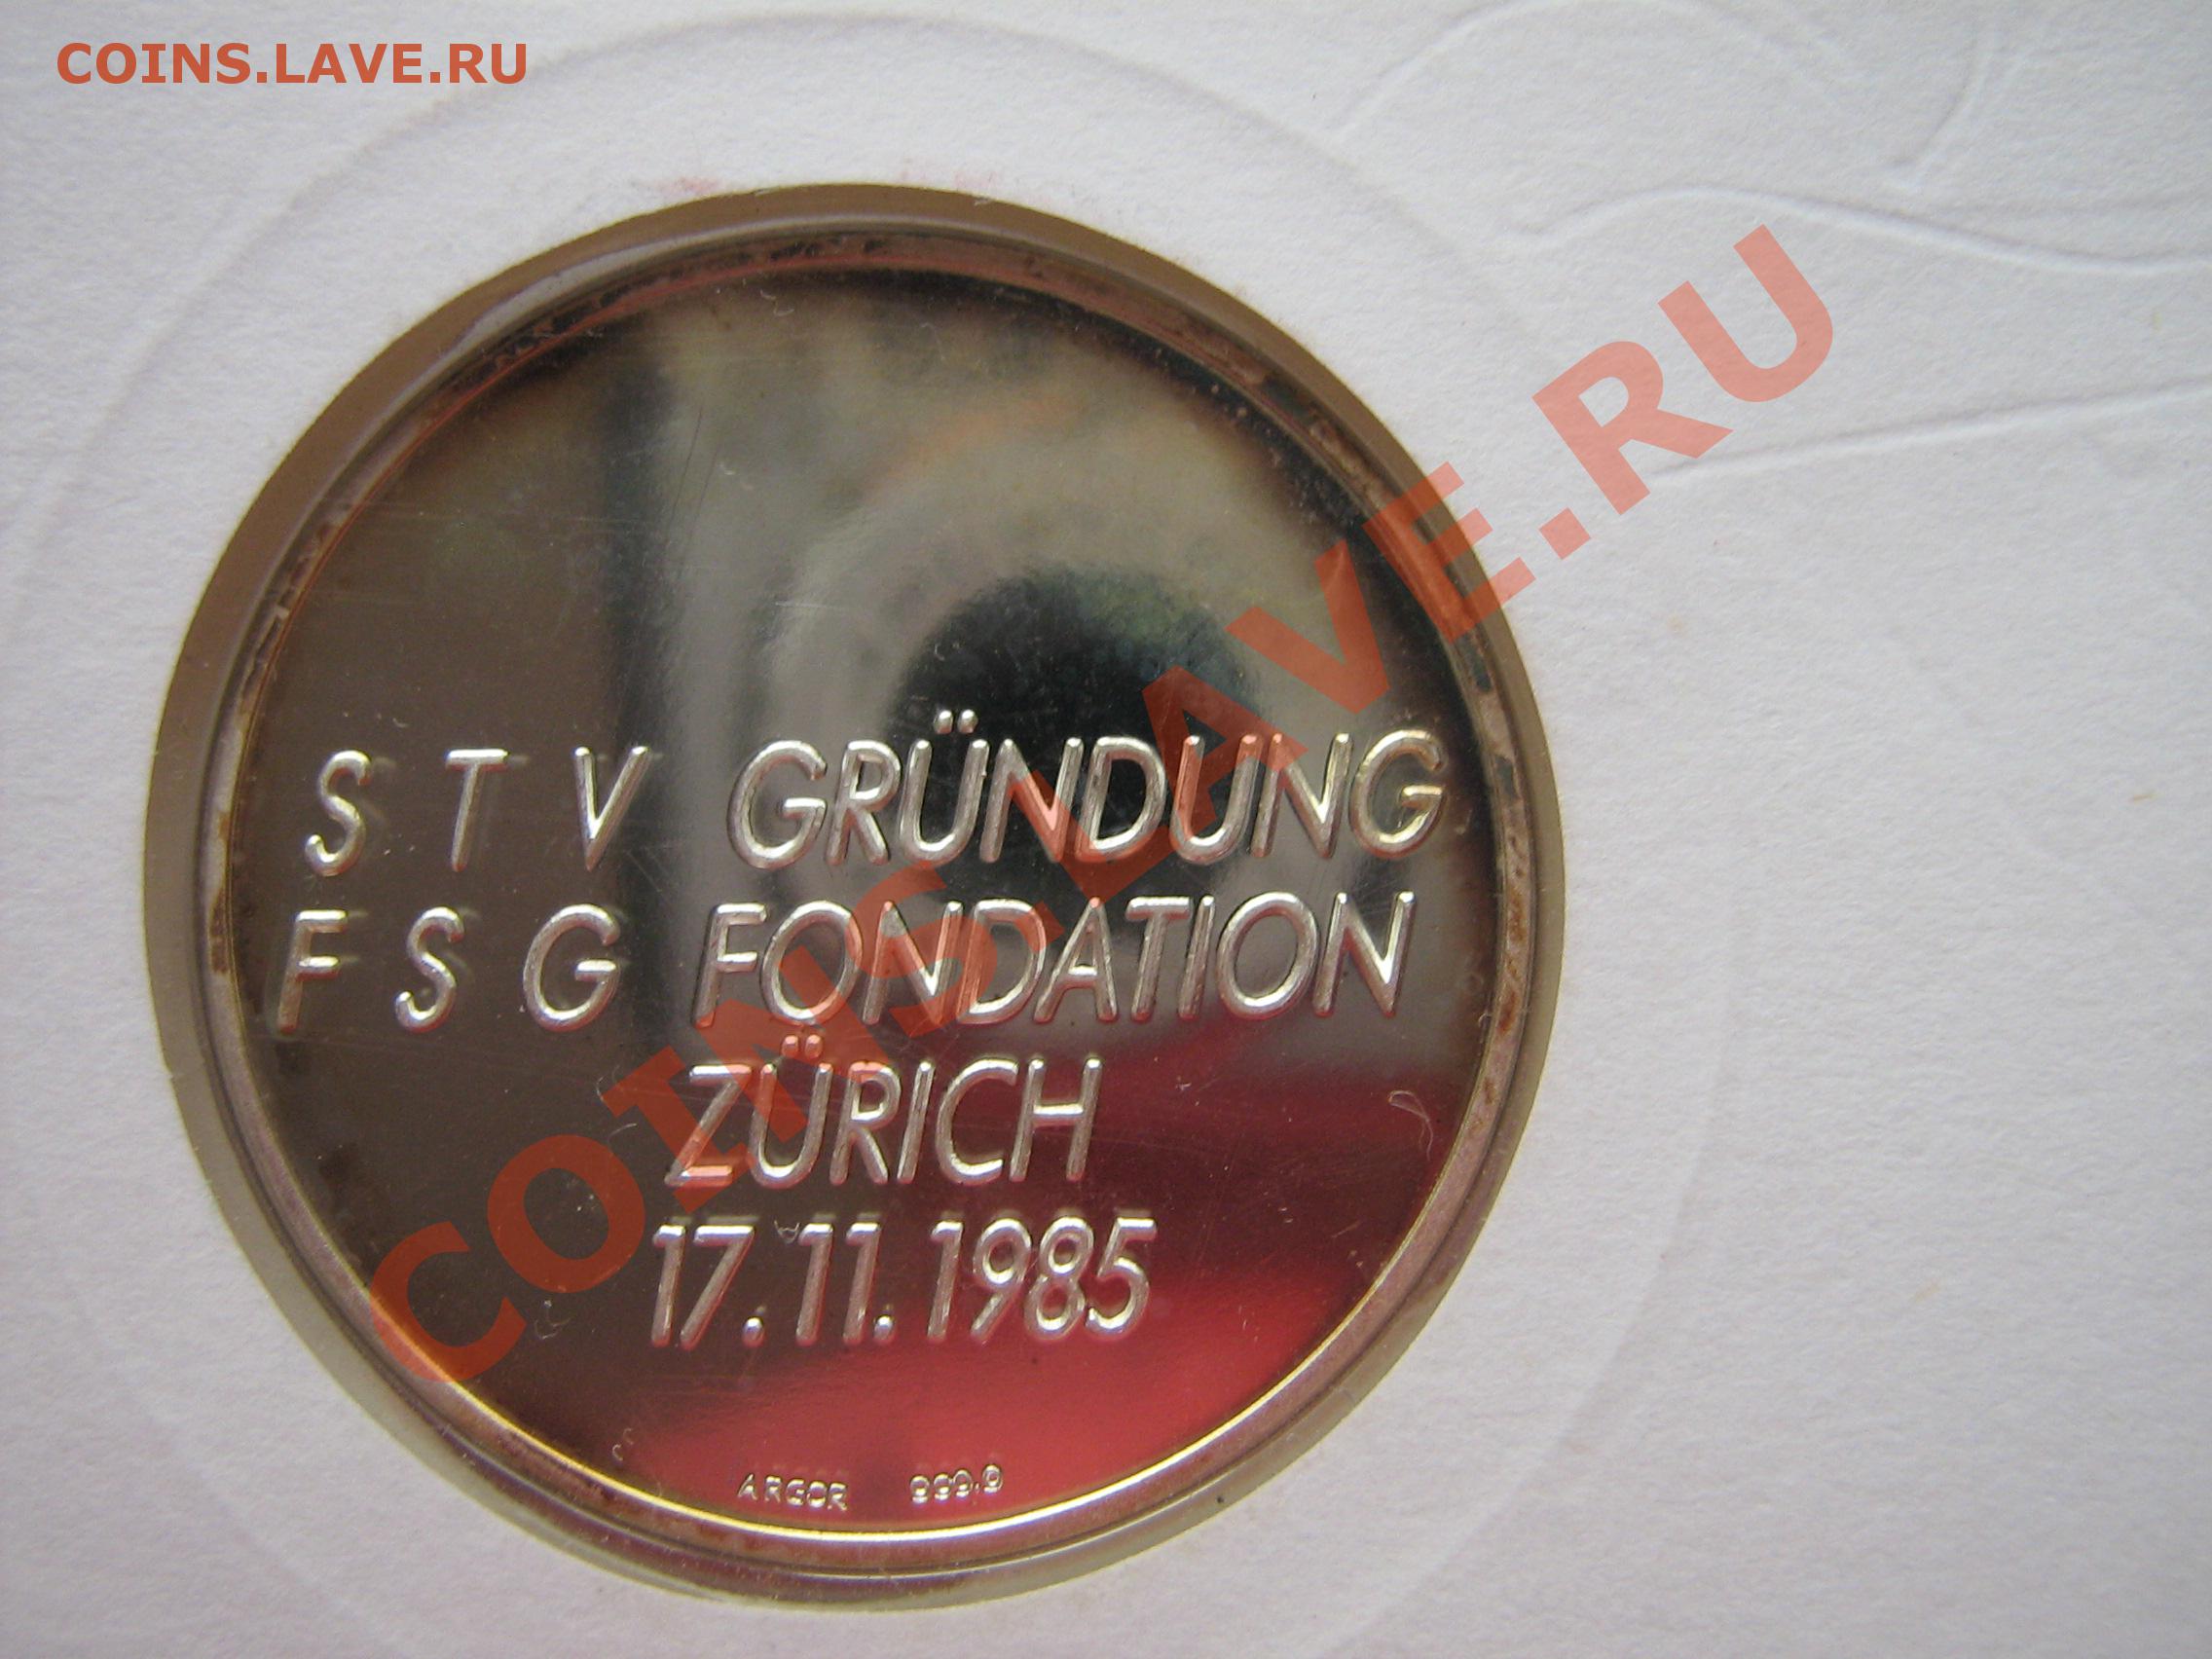 COINS.LAVE.RU
COINS.LAVE.RU
S T V GRÜNDUNG
F S G FONDATION
ZÜRICH
17.11.1985
ARGOR 999.9